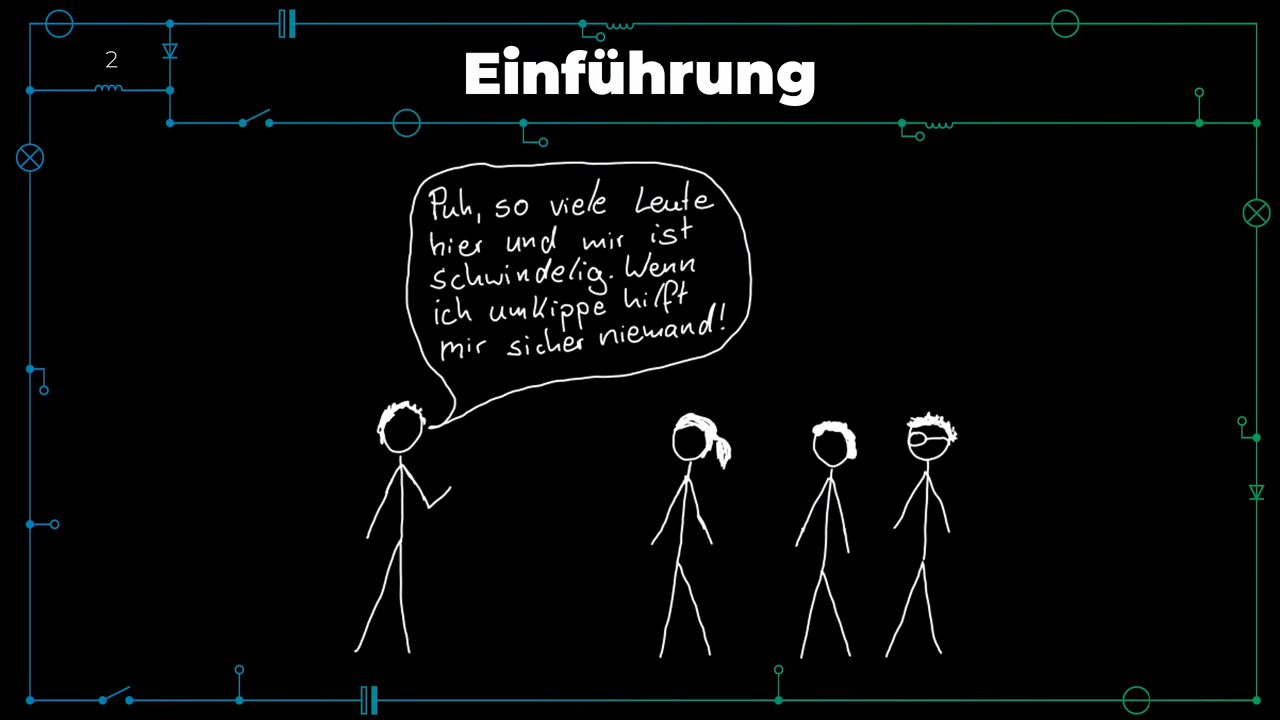 2
Einführung
Puh, so viele Leute
hier und mir ist
schwindelig. Wenn
ich umkippe hilft
mir sicher niemand!